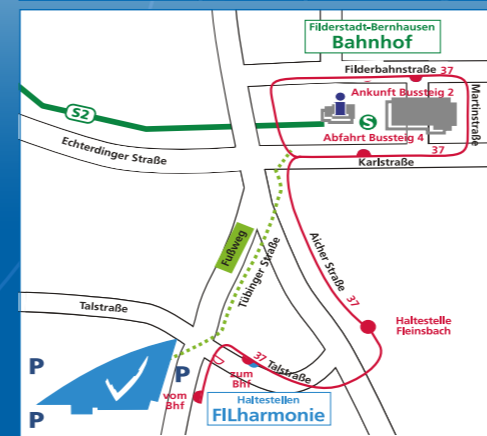 Filderstadt-Bernhausen
Bahnhof
Filderbahnstraße 37
Ankunft Bussteig 2
Martinstraße
S2
S
Abfahrt Bussteig 4
Echterdinger Straße
37
Karlstraße
Fußweg
Tübinger Straße
Aicher Straße
37
Talstraße
Haltestelle
Fleinsbach
37
Talstraße
P
P
zum
Bhf
vom
Bhf
P
Haltestellen
FILharmonie